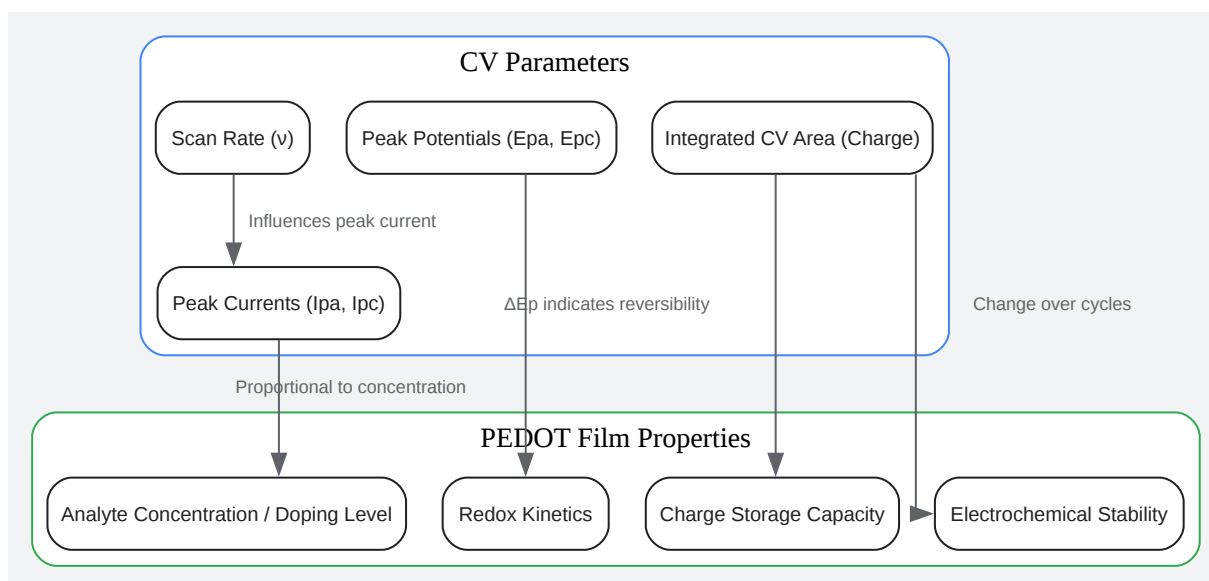 CV Parameters
Scan Rate (ν)
Peak Potentials (Epa, Epc)
Integrated CV Area (Charge)
Influences peak current
Peak Currents (Ipa, Ipc)
ΔEp indicates reversibility
Change over cycles
Proportional to concentration
PEDOT Film Properties
Analyte Concentration / Doping Level
Redox Kinetics
Charge Storage Capacity
Electrochemical Stability